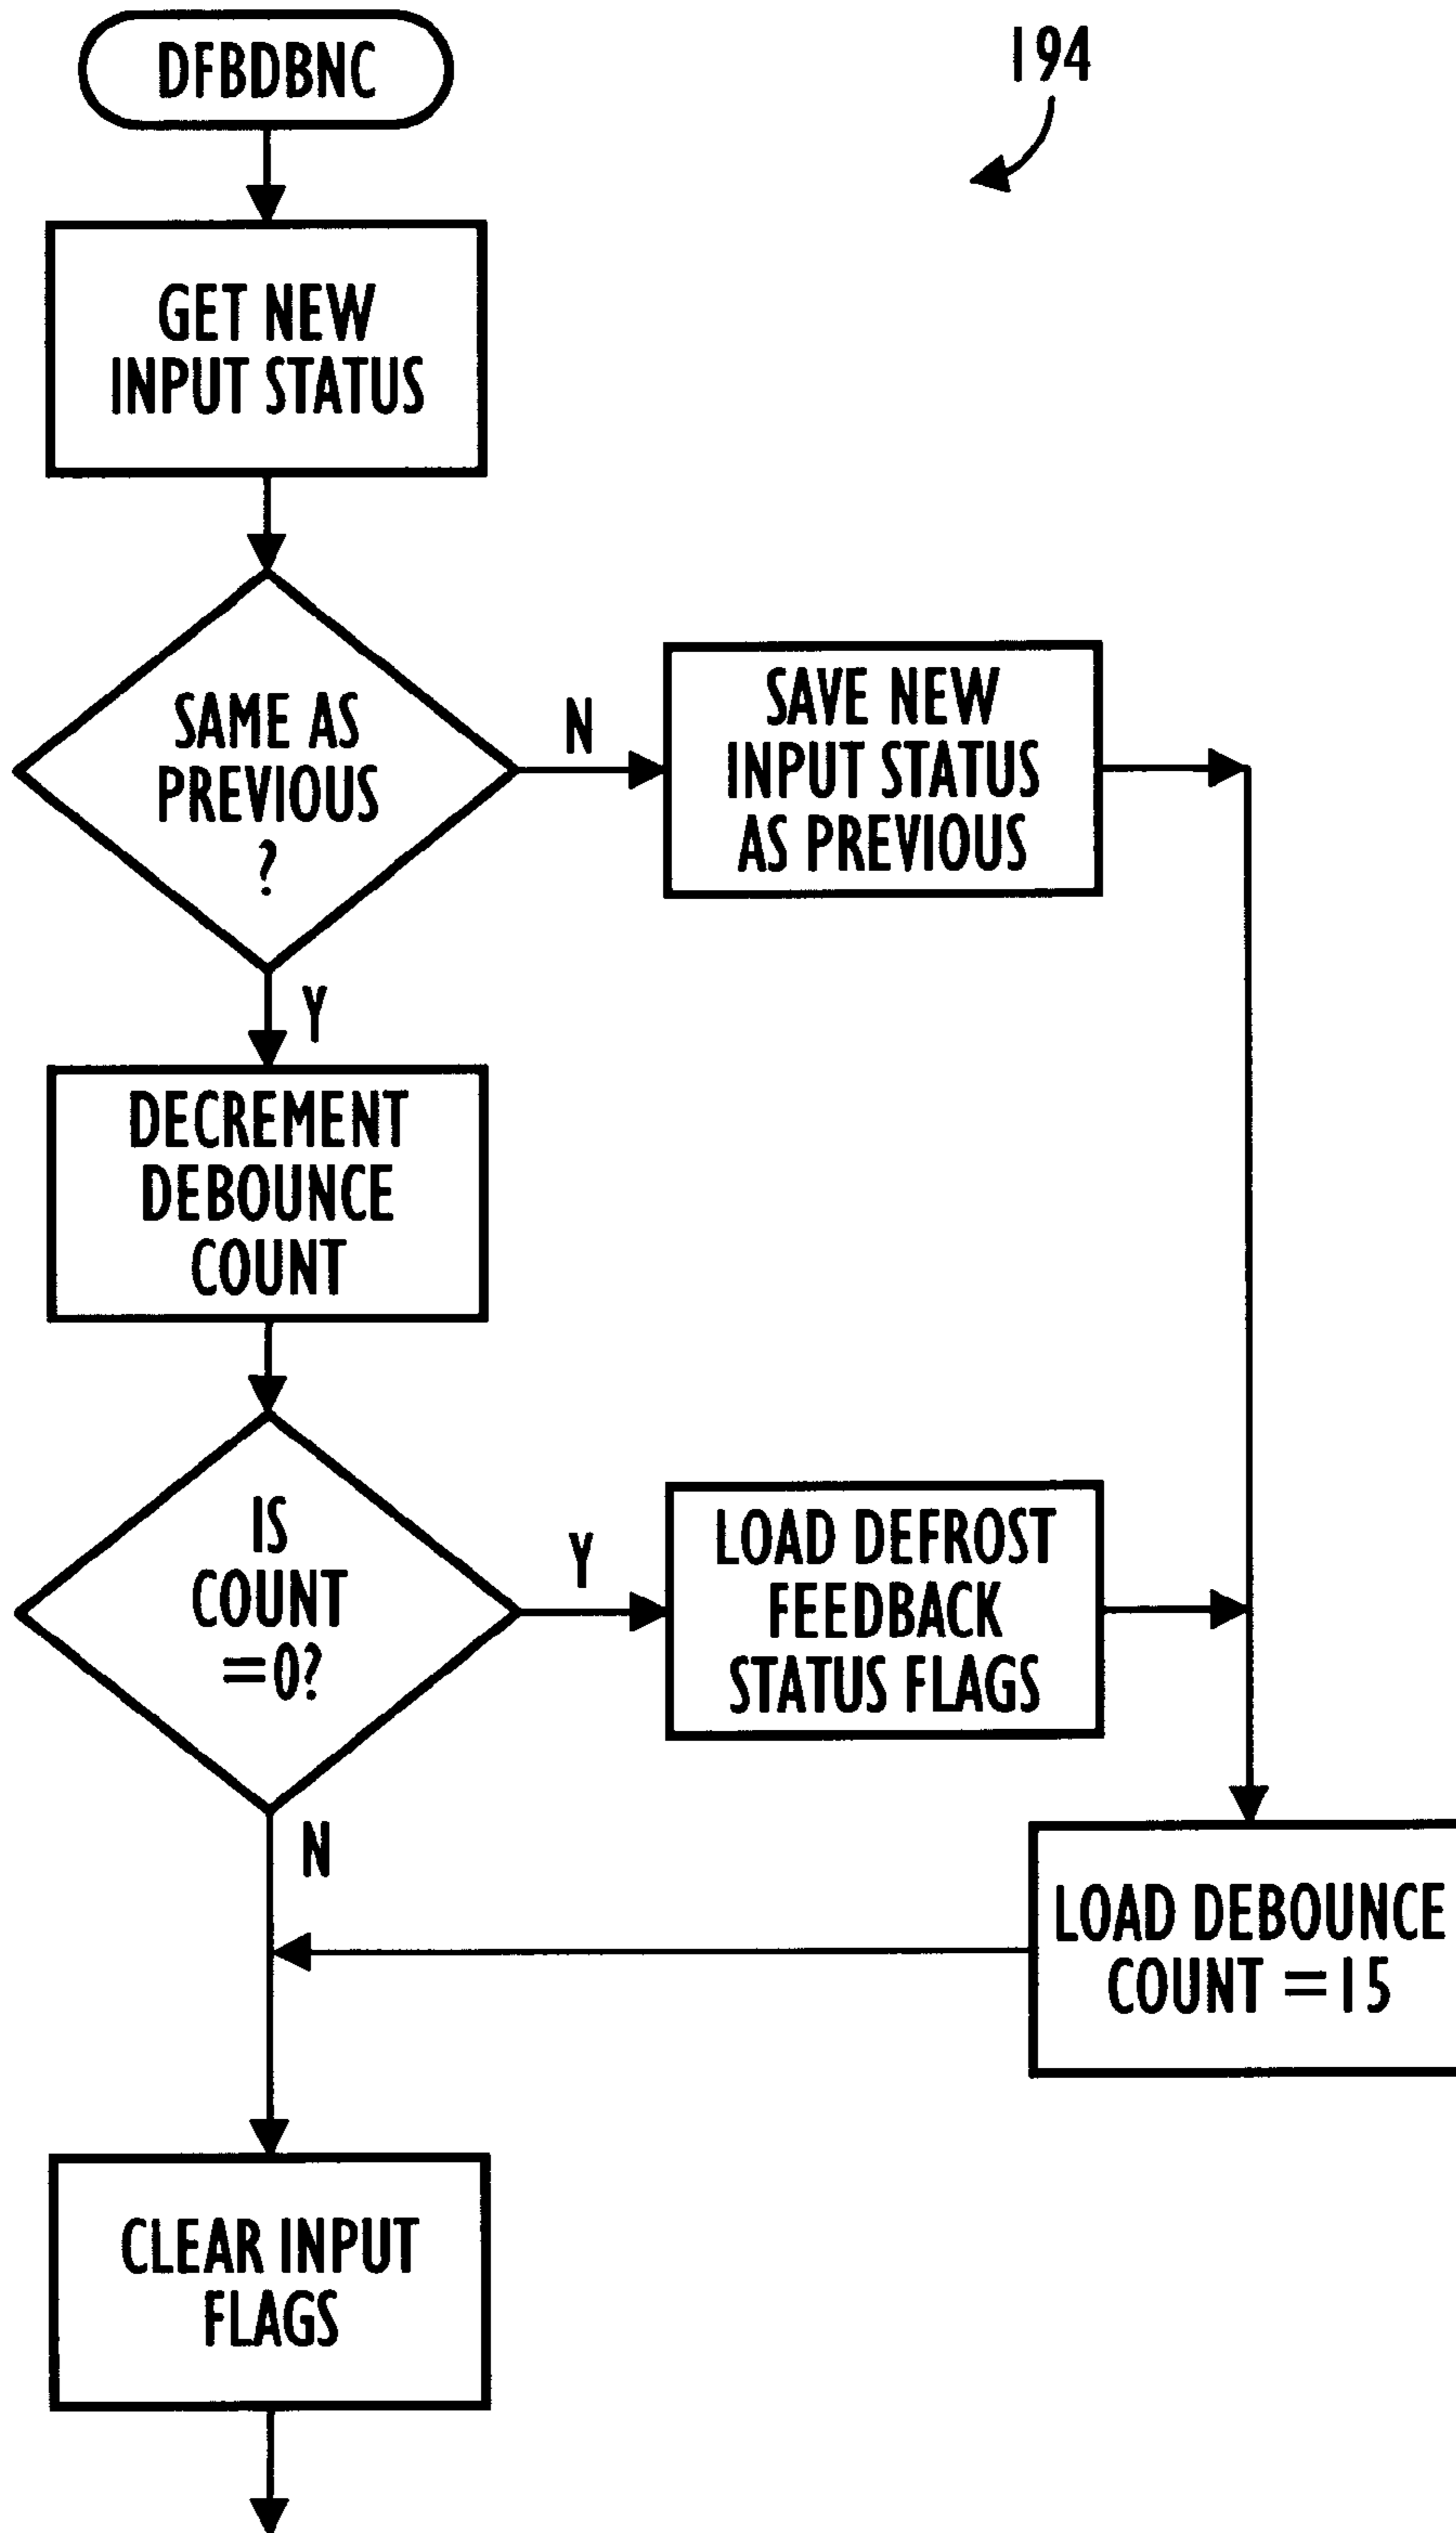 DFBDBNC
194
GET NEW
INPUT STATUS
SAME AS
PREVIOUS
?
N
SAVE NEW
INPUT STATUS
AS PREVIOUS
Y
DECREMENT
DEBOUNCE
COUNT
IS
COUNT
=0?
Y
LOAD DEFROST
FEEDBACK
STATUS FLAGS
N
LOAD DEBOUNCE
COUNT =15
CLEAR INPUT
FLAGS